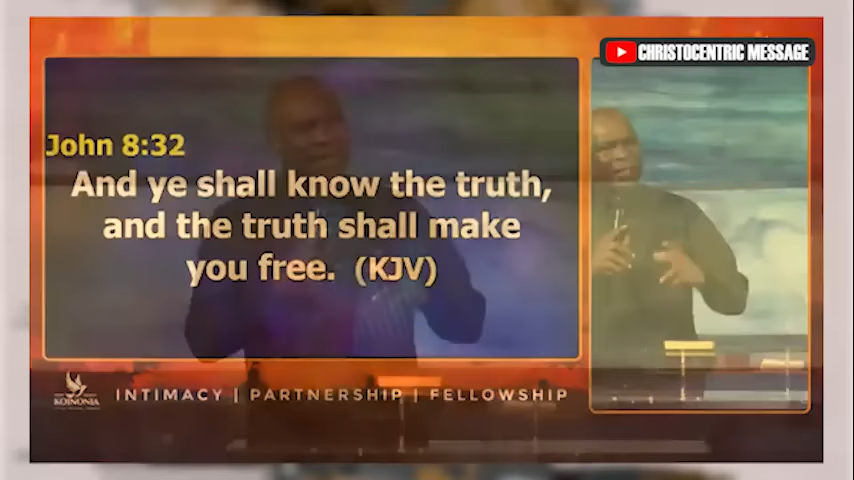 CHRISTOCENTRIC MESSAGE
John 8:32
And ye shall know the truth,
and the truth shall make
you free. (KJV)
KOINONIA
INTIMACY | PARTNERSHIP | FELLOWSHIP